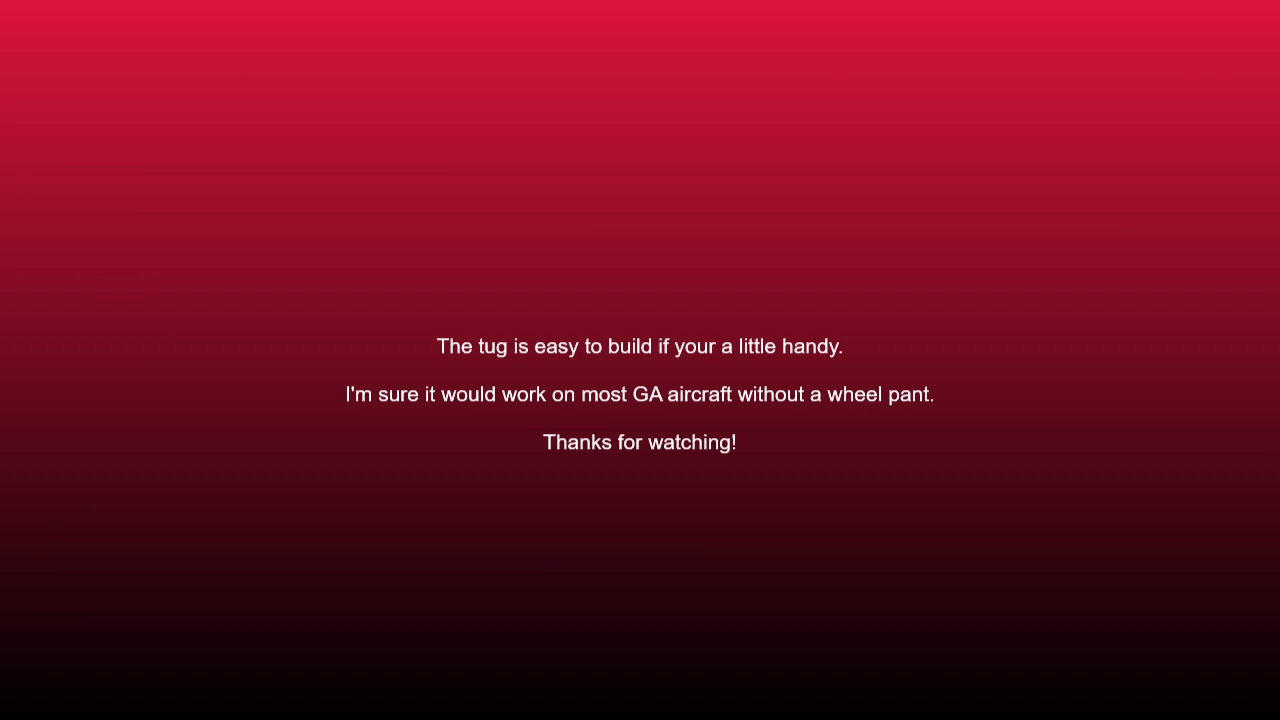 The tug is easy to build if your a little handy.
I'm sure it would work on most GA aircraft without a wheel pant.
Thanks for watching!